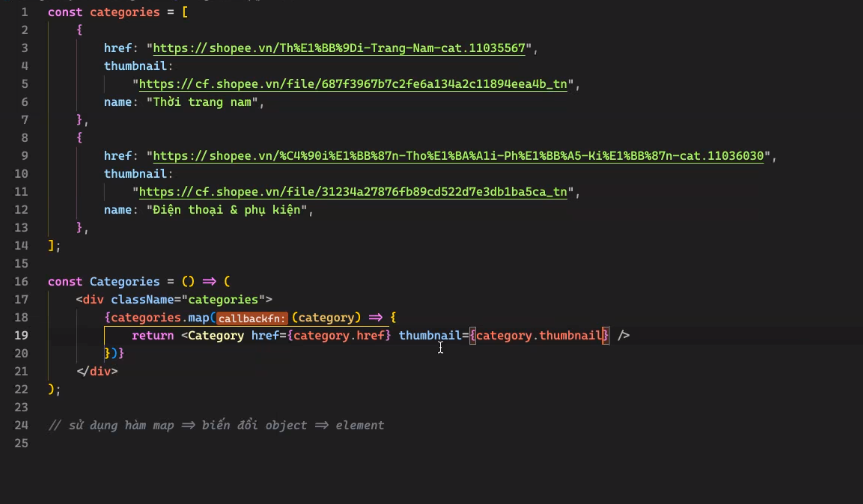 1 const categories = [
2 {
3 href: "https://shopee.vn/Th%E1%BB%9Di-Trang-Nam-cat.11035567",
4 thumbnail:
5 "https://cf.shopee.vn/file/687f3967b7c2fe6a134a2c11894eea4b_tn",
6 name: "Thời trang nam",
7 },
8 {
9 href: "https://shopee.vn/%C4%90i%E1%BB%87n-Tho%E1%BA%A1i-Ph%E1%BB%A5-Ki%E1%BB%87n-cat.11036030",
10 thumbnail:
11 "https://cf.shopee.vn/file/31234a27876fb89cd522d7e3db1ba5ca_tn",
12 name: "Điện thoại & phụ kiện",
13 },
14 ];
15
16 const Categories = () => (
17 <div className="categories">
18 {categories.map(callbackfn: (category) => {
19 return <Category href={category.href} thumbnail={category.thumbnail} />
20 })}
21 </div>
22 );
23
24 // sử dụng hàm map => biến đổi object => element
25